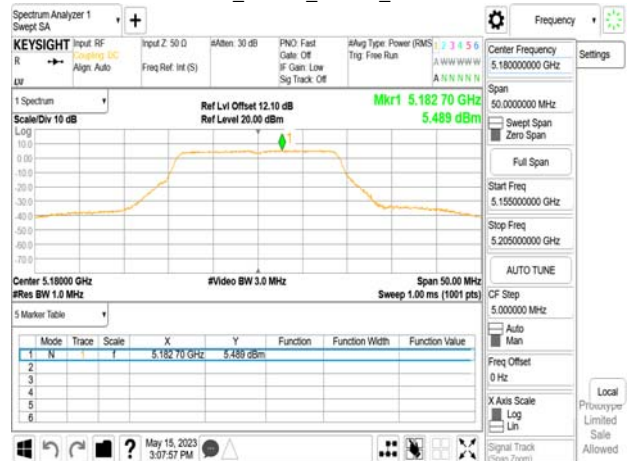 Spectrum Analyzer 1
Swept SA
Frequency
KEYSIGHT
R
Input: RF
Coupling: DC
Align: Auto
Input Z: 50 Ω
Freq Ref: Int (S)
#Atten: 30 dB
PNO: Fast
Gate: Off
IF Gain: Low
Sig Track: Off
#Avg Type: Power (RMS
Trig: Free Run
1 2 3 4 5 6
A W W W W W
A N N N N N
Center Frequency
5.180000000 GHz
Settings
Span
50.0000000 MHz
Swept Span
Zero Span
Full Span
Start Freq
5.155000000 GHz
Stop Freq
5.205000000 GHz
AUTO TUNE
CF Step
5.000000 MHz
Auto
Man
Freq Offset
0 Hz
X Axis Scale
Log
Lin
Signal Track
(Span Zoom)
Local
Prototype
Limited
Sale
Allowed
1 Spectrum
Scale/Div 10 dB
Ref Lvl Offset 12.10 dB
Ref Level 20.00 dBm
Mkr1 5.182 70 GHz
5.489 dBm
Log
10.0
0.00
-10.0
-20.0
-30.0
-40.0
-50.0
-60.0
-70.0
1
Center 5.18000 GHz
#Res BW 1.0 MHz
#Video BW 3.0 MHz
Span 50.00 MHz
Sweep 1.00 ms (1001 pts)
5 Marker Table
Mode Trace Scale X Y Function Function Width Function Value
1 N 1 f 5.182 70 GHz 5.489 dBm
2
3
4
5
6
May 15, 2023
3:07:57 PM